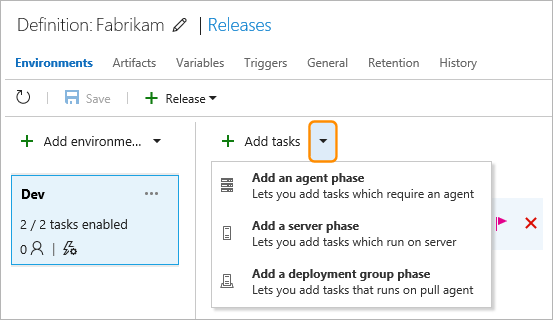 Definition: Fabrikam | Releases
Environments Artifacts Variables Triggers General Retention History
Save Release
Add environme... Add tasks
Dev ...
2 / 2 tasks enabled
0 |
Add an agent phase
Lets you add tasks which require an agent
Add a server phase
Lets you add tasks which run on server
Add a deployment group phase
Lets you add tasks that runs on pull agent